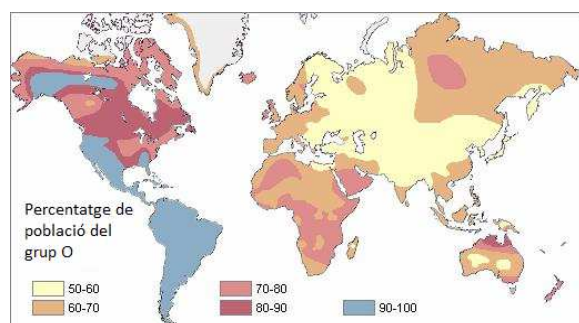 Percentatge de
població del
grup O
50-60
70-80
60-70
80-90
90-100